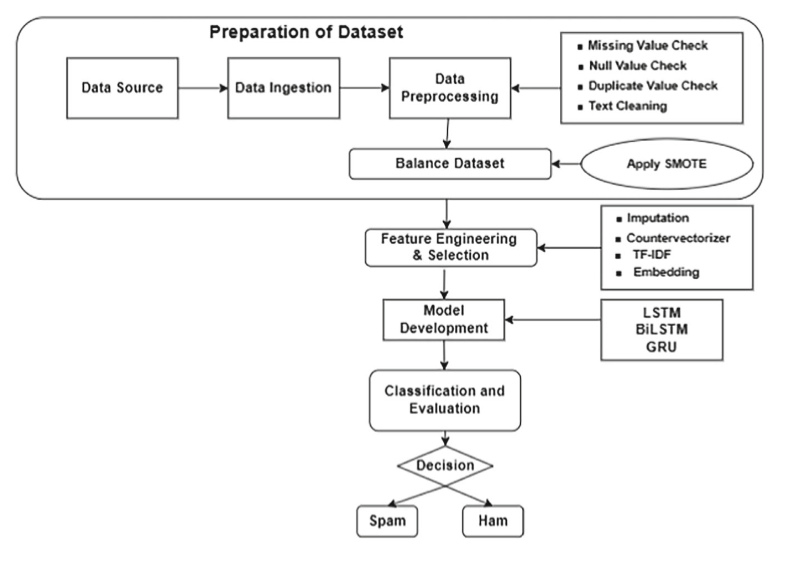 Preparation of Dataset
Data Source
Data Ingestion
Data
Preprocessing
▪ Missing Value Check
▪ Null Value Check
▪ Duplicate Value Check
▪ Text Cleaning
Balance Dataset
Apply SMOTE
Feature Engineering
& Selection
▪ Imputation
▪ Countervectorizer
▪ TF-IDF
▪ Embedding
Model
Development
LSTM
BiLSTM
GRU
Classification and
Evaluation
Decision
Spam
Ham